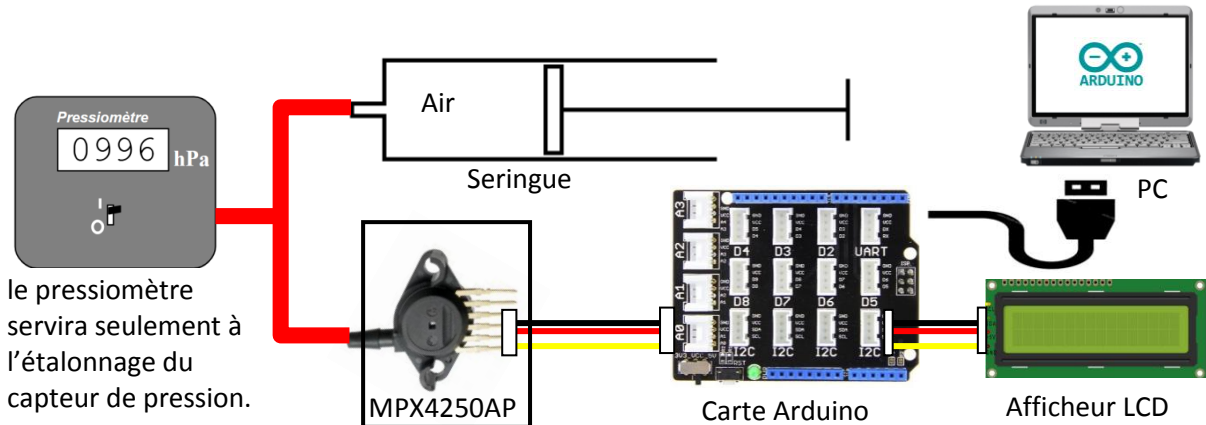 Pressiomètre
0996 hPa
I
O
le pressiomètre
servira seulement à
l'étalonnage du
capteur de pression.
Air
Seringue
MPX4250AP
A3
A2
A1
A0
D4 D3 D2 UART
D8 D7 D6 D5
I2C I2C I2C I2C
3V3_VCC_5V
Carte Arduino
ARDUINO
PC
Afficheur LCD